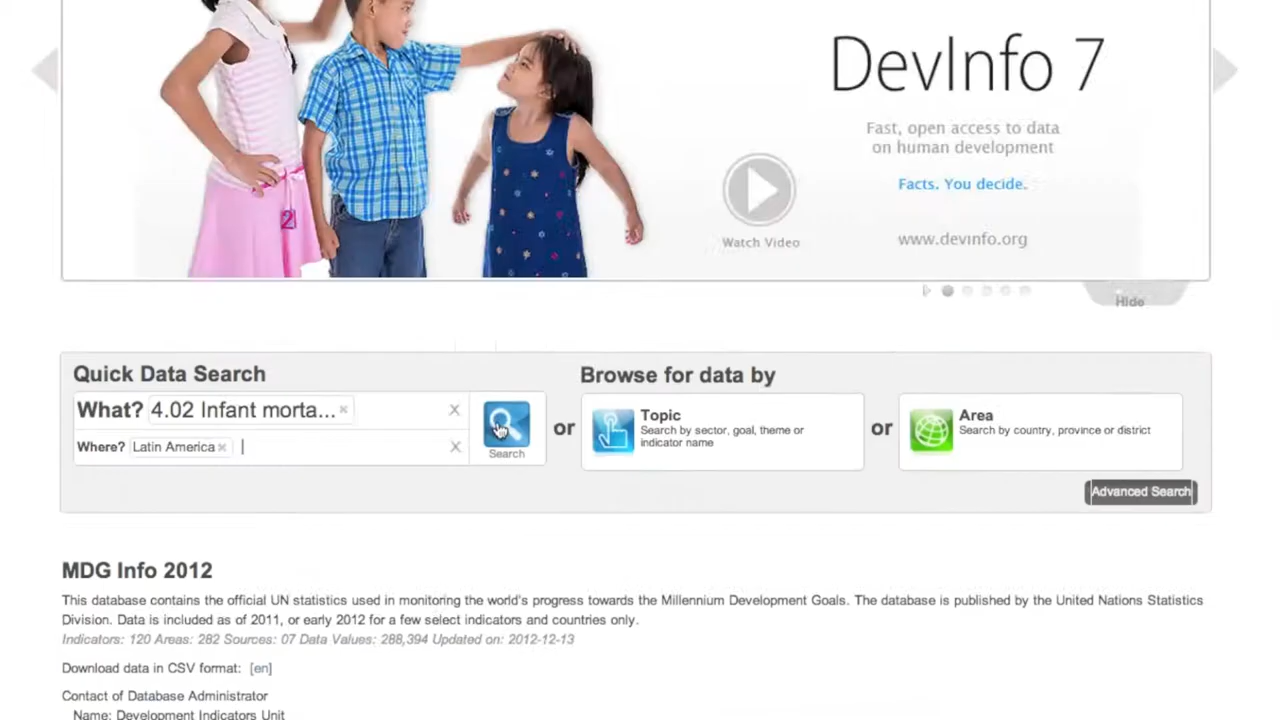 DevInfo 7
Fast, open access to data
on human development
Facts. You decide.
Watch Video
www.devinfo.org
Hide
Quick Data Search
What? 4.02 Infant morta... ×
Where? Latin America ×
Search
or
Browse for data by
Topic
Search by sector, goal, theme or
indicator name
or
Area
Search by country, province or district
Advanced Search
MDG Info 2012
This database contains the official UN statistics used in monitoring the world's progress towards the Millennium Development Goals. The database is published by the United Nations Statistics
Division. Data is included as of 2011, or early 2012 for a few select indicators and countries only.
Indicators: 120 Areas: 282 Sources: 07 Data Values: 288,394 Updated on: 2012-12-13
Download data in CSV format: [en]
Contact of Database Administrator
Name: Development Indicators Unit